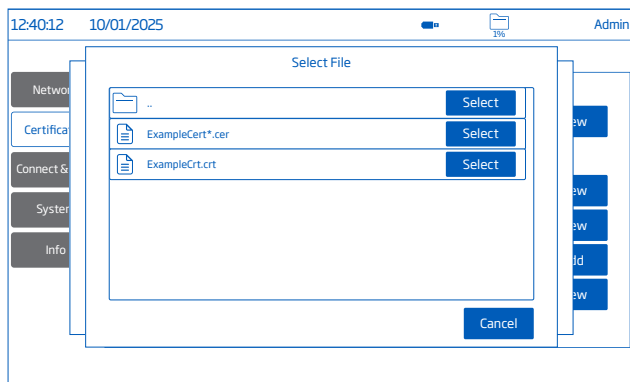 12:40:12 10/01/2025 1% Admin
Select File
..  Select
ExampleCert*.cer Select
ExampleCrt.crt Select
Cancel
Networ
Certificat
Connect &
System
Info
ew
ew
ew
dd
ew